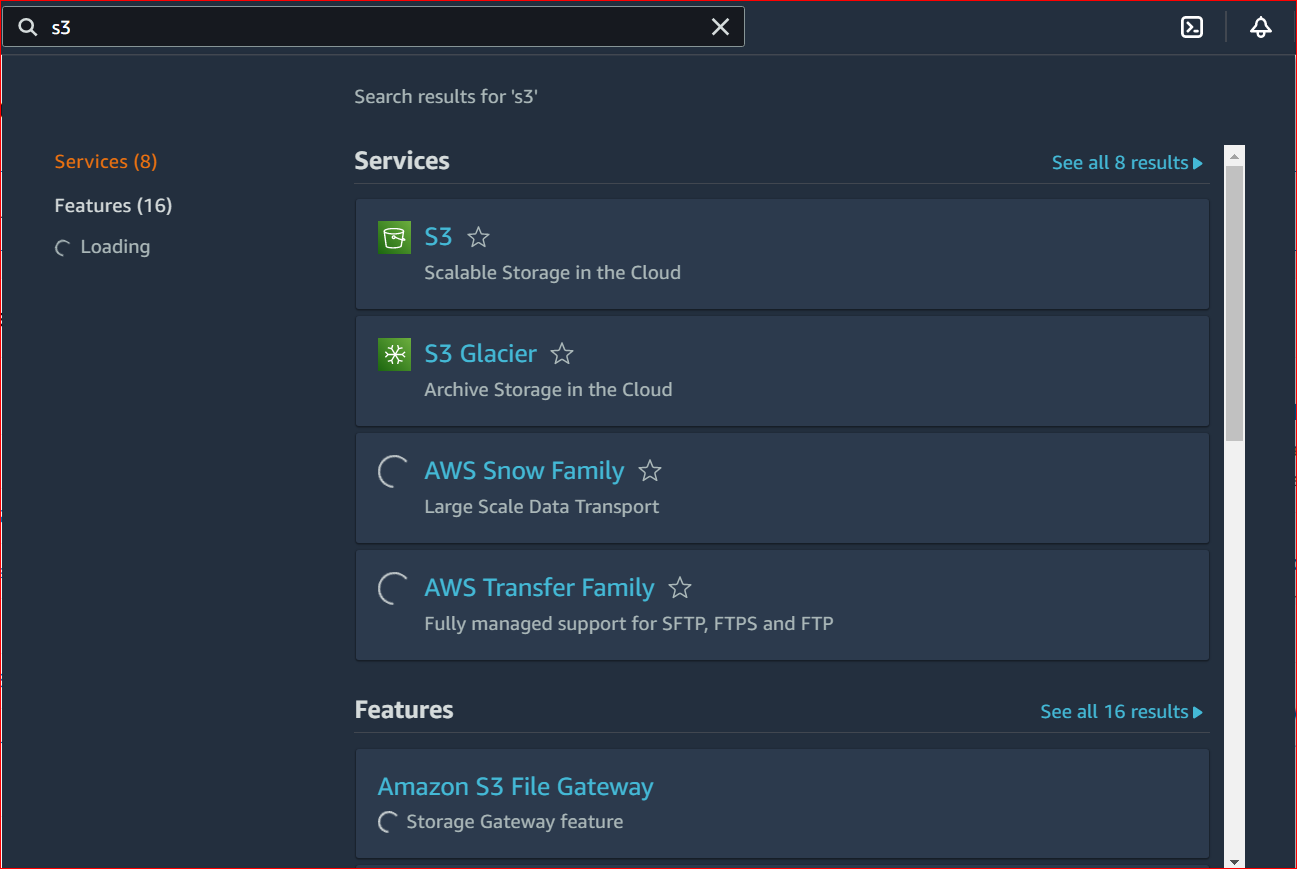 s3
Search results for 's3'
Services (8)
Features (16)
Loading
Services
See all 8 results
S3
Scalable Storage in the Cloud
S3 Glacier
Archive Storage in the Cloud
AWS Snow Family
Large Scale Data Transport
AWS Transfer Family
Fully managed support for SFTP, FTPS and FTP
Features
See all 16 results
Amazon S3 File Gateway
Storage Gateway feature